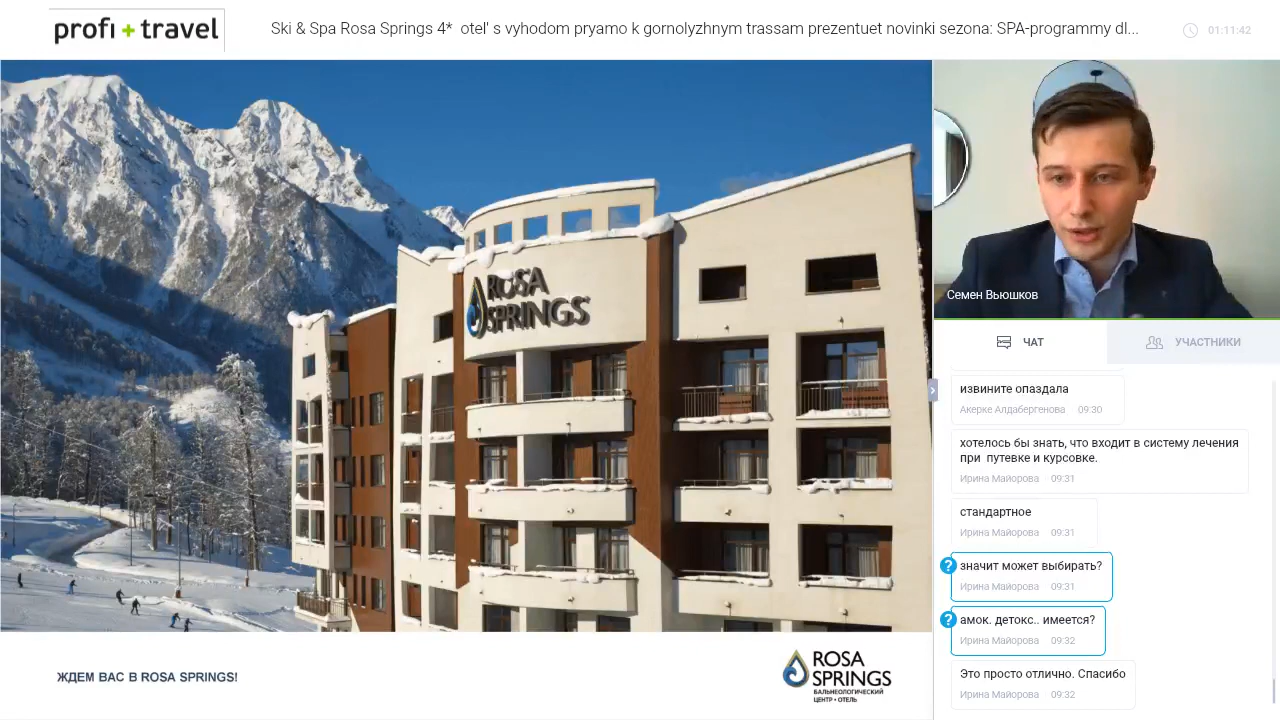 profi + travel
Ski & Spa Rosa Springs 4* otel' s vyhodom pryamo k gornolyzhnym trassam prezentuet novinki sezona: SPA-programmy dl...
01:11:42
ROSA
SPRINGS
Семен Вьюшков
ЧАТ
УЧАСТНИКИ
извините опаздала
Акерке Алдабергенова 09:30
хотелось бы знать, что входит в систему лечения
при путевке и курсовке.
Ирина Майорова 09:31
стандартное
Ирина Майорова 09:31
? значит может выбирать?
Ирина Майорова 09:31
? амок. детокс.. имеется?
Ирина Майорова 09:32
Это просто отлично. Спасибо
Ирина Майорова 09:32
ЖДЕМ ВАС В ROSA SPRINGS!
ROSA
SPRINGS
БАЛЬНЕОЛОГИЧЕСКИЙ
ЦЕНТР • ОТЕЛЬ